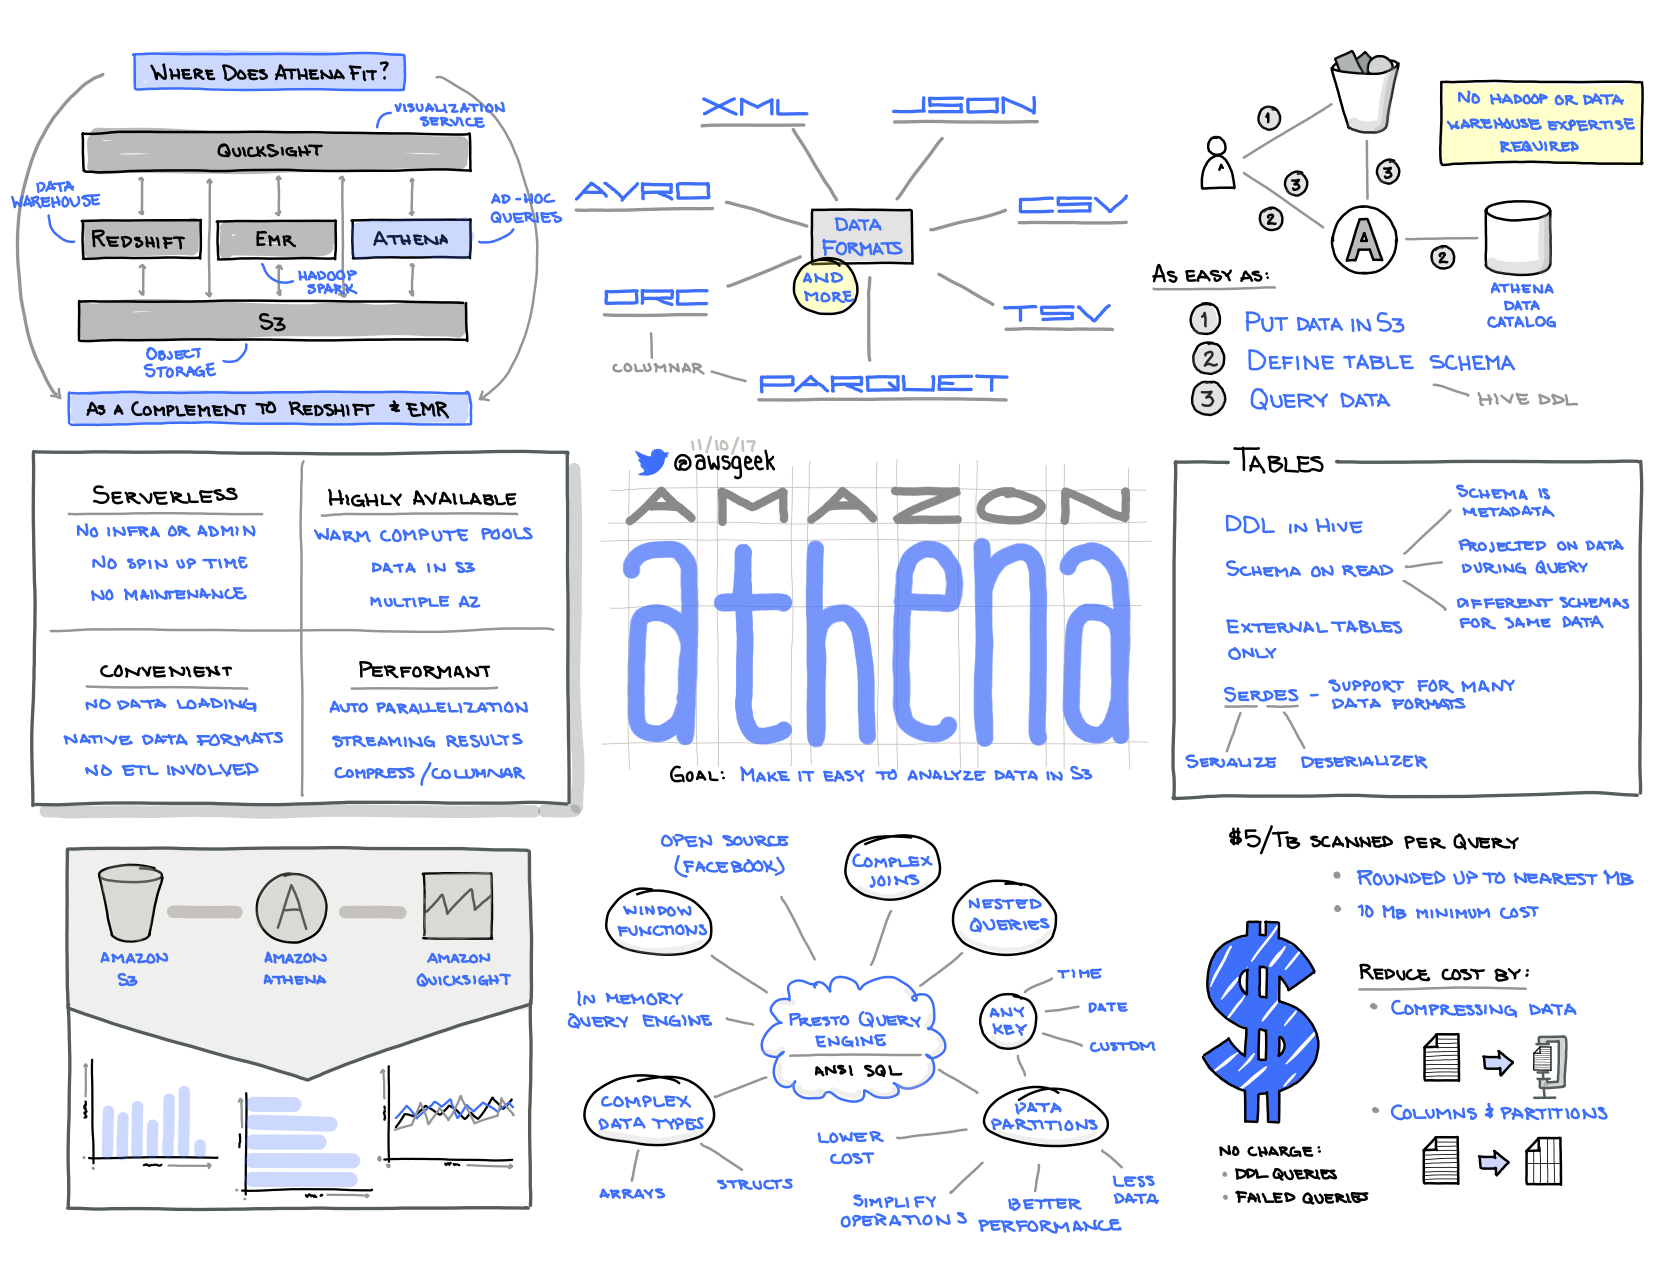 WHERE DOES ATHENA FIT?
VISUALIZATION
SERVICE
QUICKSIGHT
DATA
WAREHOUSE
AD-HOC
QUERIES
REDSHIFT
EMR
ATHENA
HADOOP
SPARK
S3
OBJECT
STORAGE
AS A COMPLEMENT TO REDSHIFT & EMR
XML
JSON
AVRO
CSV
DATA
FORMATS
AND
MORE
ORC
TSV
COLUMNAR
PARQUET
1
3
3
2
A
2
NO HADOOP OR DATA
WAREHOUSE EXPERTISE
REQUIRED
ATHENA
DATA
CATALOG
AS EASY AS:
1 PUT DATA IN S3
2 DEFINE TABLE SCHEMA
3 QUERY DATA
HIVE DDL
SERVERLESS
NO INFRA OR ADMIN
NO SPIN UP TIME
NO MAINTENANCE
HIGHLY AVAILABLE
WARM COMPUTE POOLS
DATA IN S3
MULTIPLE AZ
CONVENIENT
NO DATA LOADING
NATIVE DATA FORMATS
NO ETL INVOLVED
PERFORMANT
AUTO PARALLELIZATION
STREAMING RESULTS
COMPRESS/COLUMNAR
11/10/17
@awsgeek
AMAZON
athena
GOAL: MAKE IT EASY TO ANALYZE DATA IN S3
TABLES
DDL IN HIVE
SCHEMA ON READ
SCHEMA IS
METADATA
PROJECTED ON DATA
DURING QUERY
DIFFERENT SCHEMAS
FOR SAME DATA
EXTERNAL TABLES
ONLY
SERDES - SUPPORT FOR MANY
DATA FORMATS
SERIALIZE DESERIALIZER
A
AMAZON
S3
AMAZON
ATHENA
AMAZON
QUICKSIGHT
OPEN SOURCE
(FACEBOOK)
COMPLEX
JOINS
WINDOW
FUNCTIONS
NESTED
QUERIES
IN MEMORY
QUERY ENGINE
PRESTO QUERY
ENGINE
ANSI SQL
ANY
KEY
TIME
DATE
CUSTOM
COMPLEX
DATA TYPES
ARRAYS
STRUCTS
DATA
PARTITIONS
LOWER
COST
SIMPLIFY
OPERATIONS
BETTER
PERFORMANCE
LESS
DATA
$5/TB SCANNED PER QUERY
• ROUNDED UP TO NEAREST MB
• 10 MB MINIMUM COST
$
REDUCE COST BY:
• COMPRESSING DATA
• COLUMNS & PARTITIONS
NO CHARGE:
• DDL QUERIES
• FAILED QUERIES